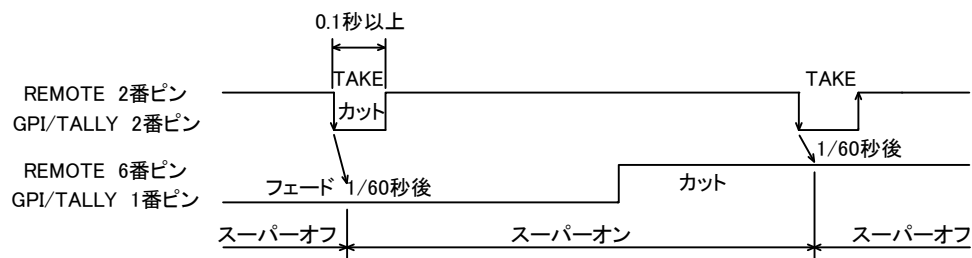 0.1秒以上
TAKE
TAKE
REMOTE 2番ピン
カット
GPI/TALLY 2番ピン
1/60秒後
REMOTE 6番ピン
フェード
1/60秒後
カット
GPI/TALLY 1番ピン
スーパーオフ
スーパーオン
スーパーオフ